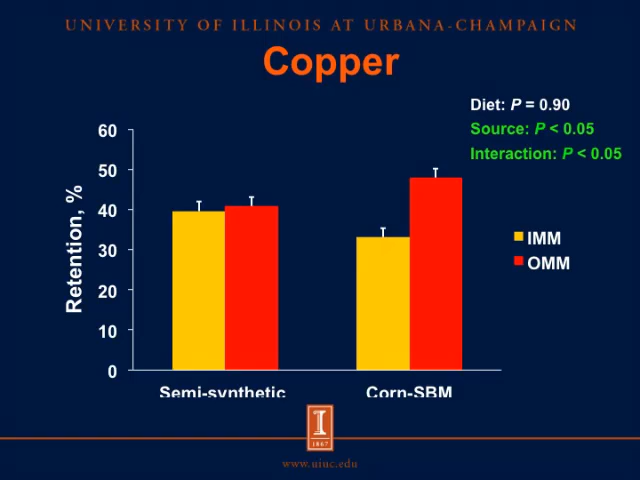 UNIVERSITY OF ILLINOIS AT URBANA-CHAMPAIGN
Copper
Diet: P = 0.90
Source: P < 0.05
Interaction: P < 0.05
Retention, %
60
50
40
30
20
10
0
IMM
OMM
Semi-synthetic
Corn-SBM
I
1867
www.uiuc.edu